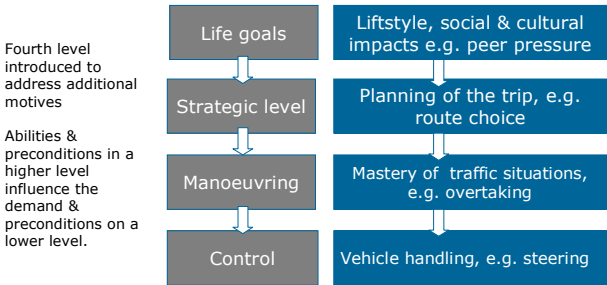 Fourth level
introduced to
address additional
motives
Abilities &
preconditions in a
higher level
influence the
demand &
preconditions on a
lower level.
Life goals
Liftstyle, social & cultural
impacts e.g. peer pressure
Strategic level
Planning of the trip, e.g.
route choice
Manoeuvring
Mastery of traffic situations,
e.g. overtaking
Control
Vehicle handling, e.g. steering